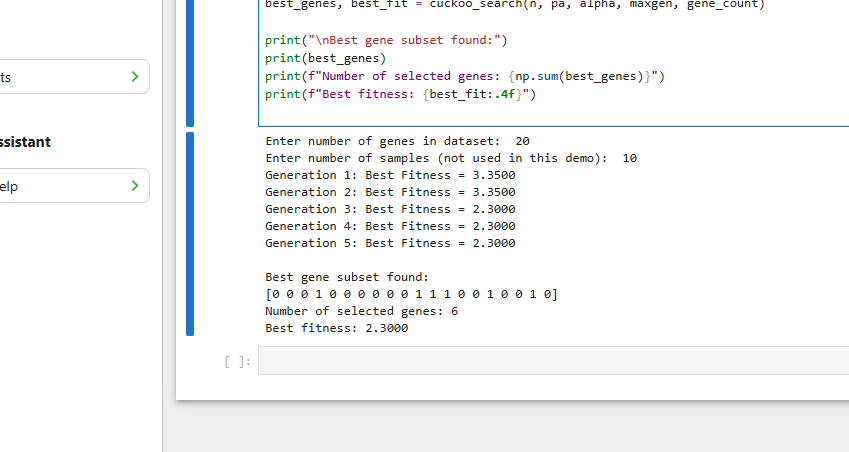 best_genes, best_fit = cuckoo_search(n, pa, alpha, maxgen, gene_count)
print("\nBest gene subset found:")
print(best_genes)
print(f"Number of selected genes: {np.sum(best_genes)}")
print(f"Best fitness: {best_fit:.4f}")
ts
ssistant
elp
Enter number of genes in dataset:  20
Enter number of samples (not used in this demo):  10
Generation 1: Best Fitness = 3.3500
Generation 2: Best Fitness = 3.3500
Generation 3: Best Fitness = 2.3000
Generation 4: Best Fitness = 2.3000
Generation 5: Best Fitness = 2.3000
Best gene subset found:
[0 0 0 1 0 0 0 0 0 0 1 1 1 0 0 1 0 0 1 0]
Number of selected genes: 6
Best fitness: 2.3000
[ ]: